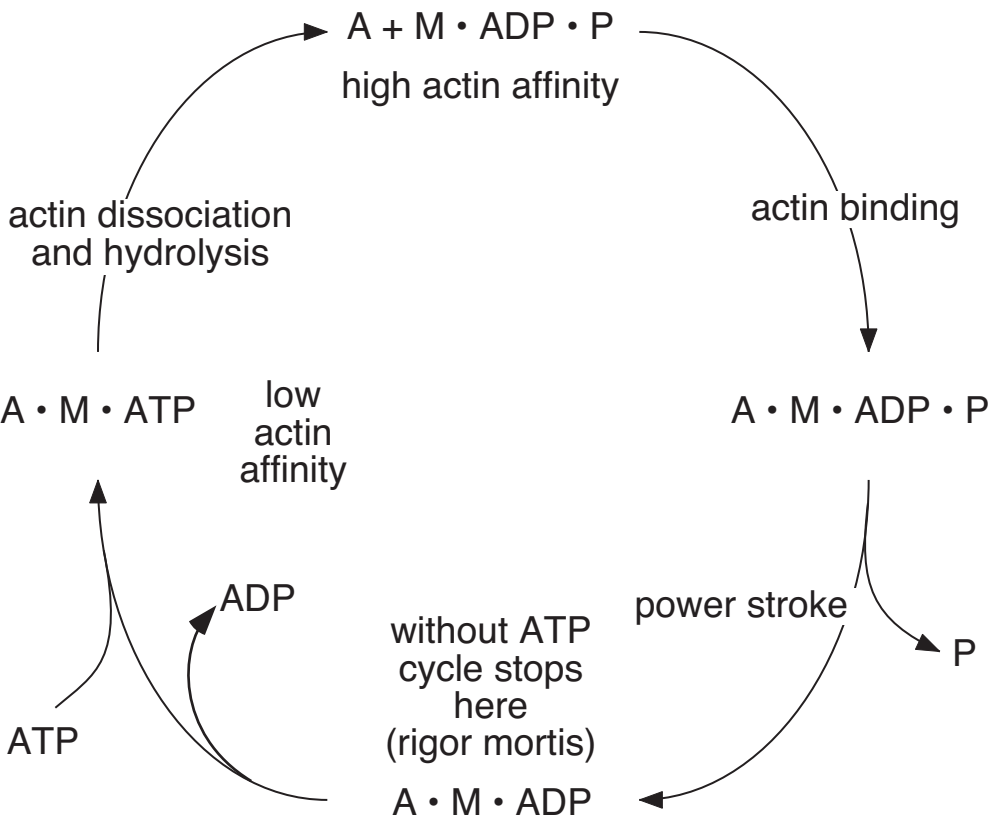 A + M • ADP • P
high actin affinity
actin dissociation
and hydrolysis
actin binding
A • M • ATP
low
actin
affinity
A • M • ADP • P
ADP
without ATP
cycle stops
here
(rigor mortis)
power stroke
P
ATP
A • M • ADP